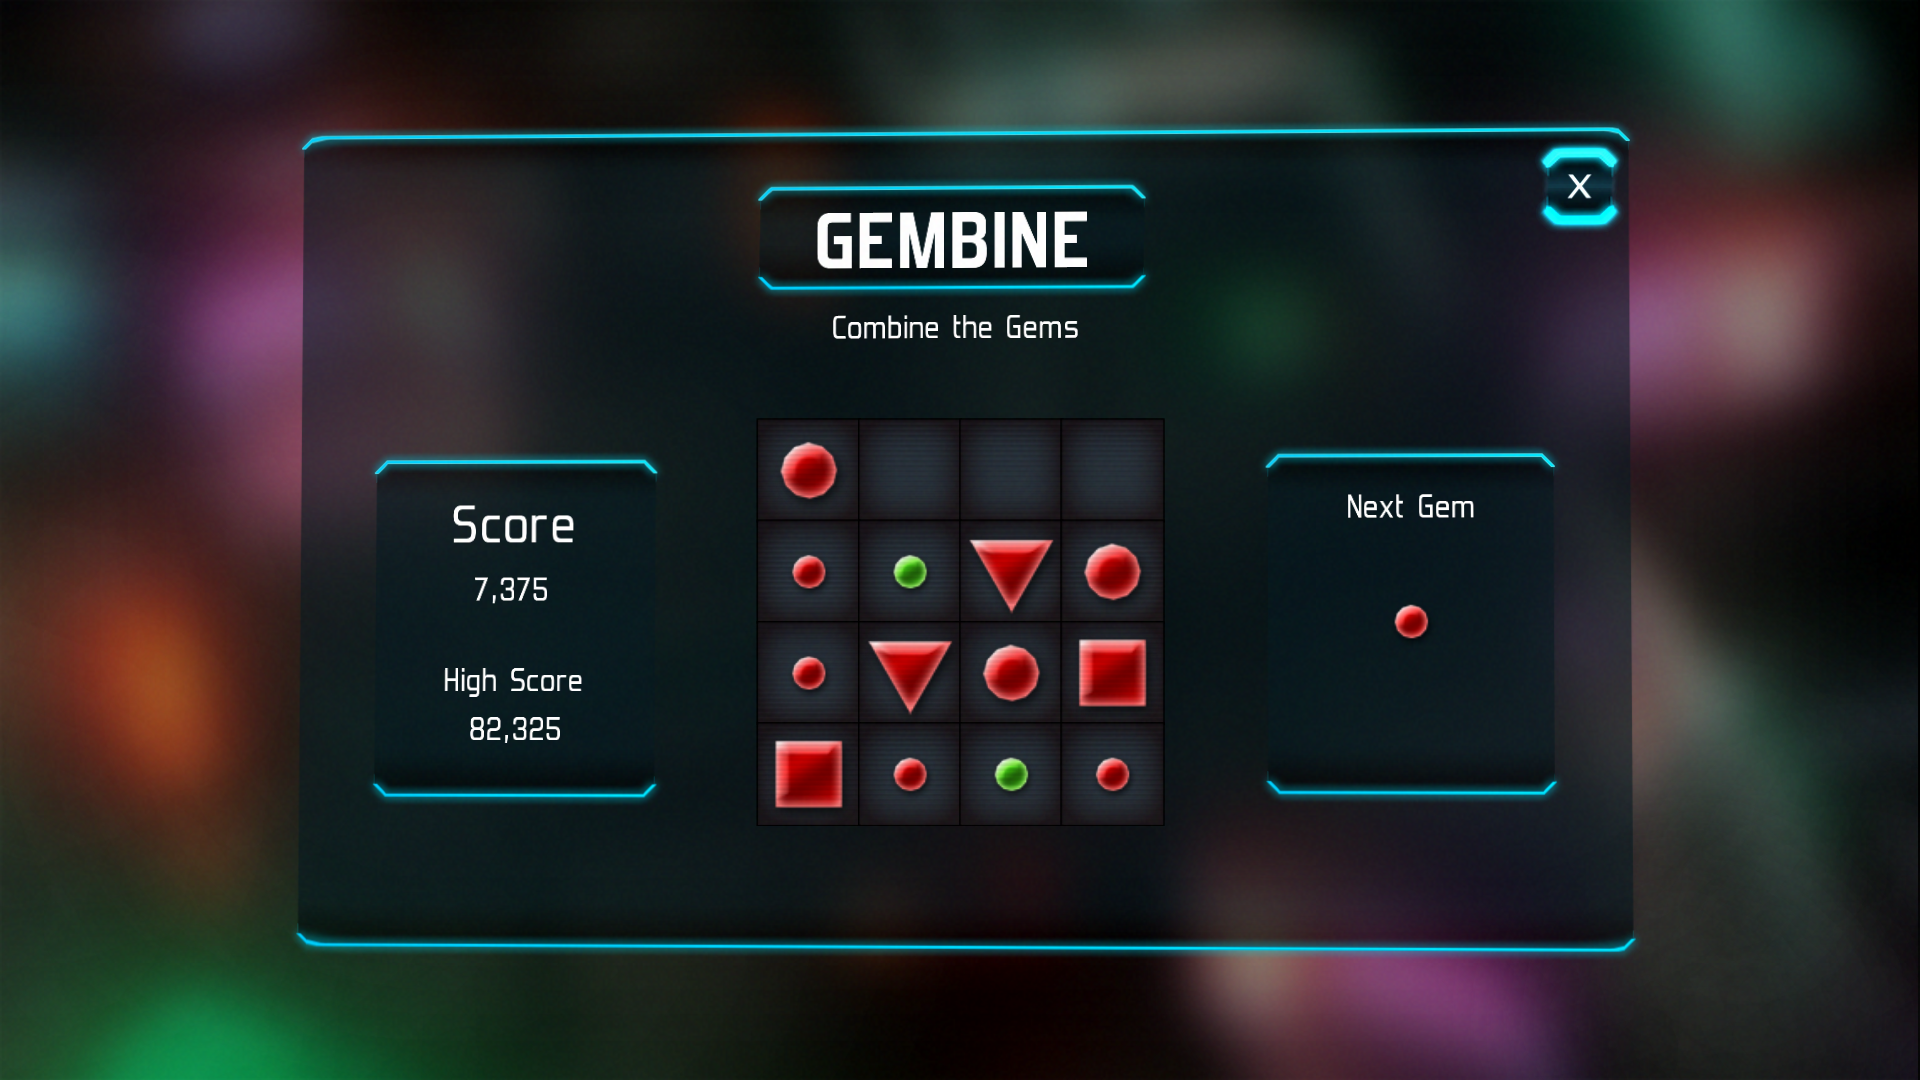 X
GEMBINE
Combine the Gems
Score
7,375
High Score
82,325
Next Gem